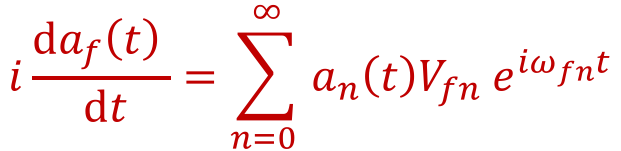 i da_f(t)/dt = ∑_{n=0}^{∞} a_n(t)V_{fn} e^{iω_{fn}t}